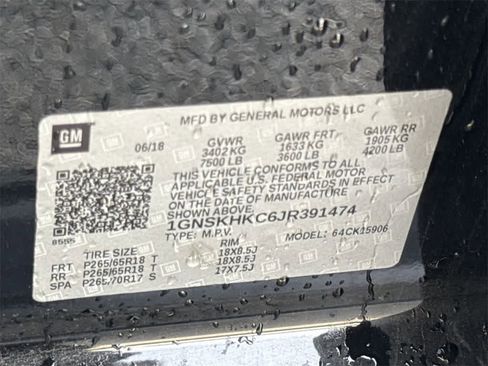 MFD BY GENERAL MOTORS LLC
GM
06/18 GVWR GAWR FRT GAWR RR
3402 KG 1633 KG 1905 KG
7500 LB 3600 LB 4200 LB
THIS VEHICLE CONFORMS TO ALL
APPLICABLE U.S. FEDERAL MOTOR
VEHICLE SAFETY STANDARDS IN EFFECT
ON THE DATE OF MANUFACTURE
SHOWN ABOVE.
1GNSKHKC6JR391474
8555 TYPE: M.P.V. MODEL: 64CK15906
TIRE SIZE RIM
FRT P265/65R18 T 18X8.5J
RR P265/65R18 T 18X8.5J
SPA P265/70R17 S 17X7.5J